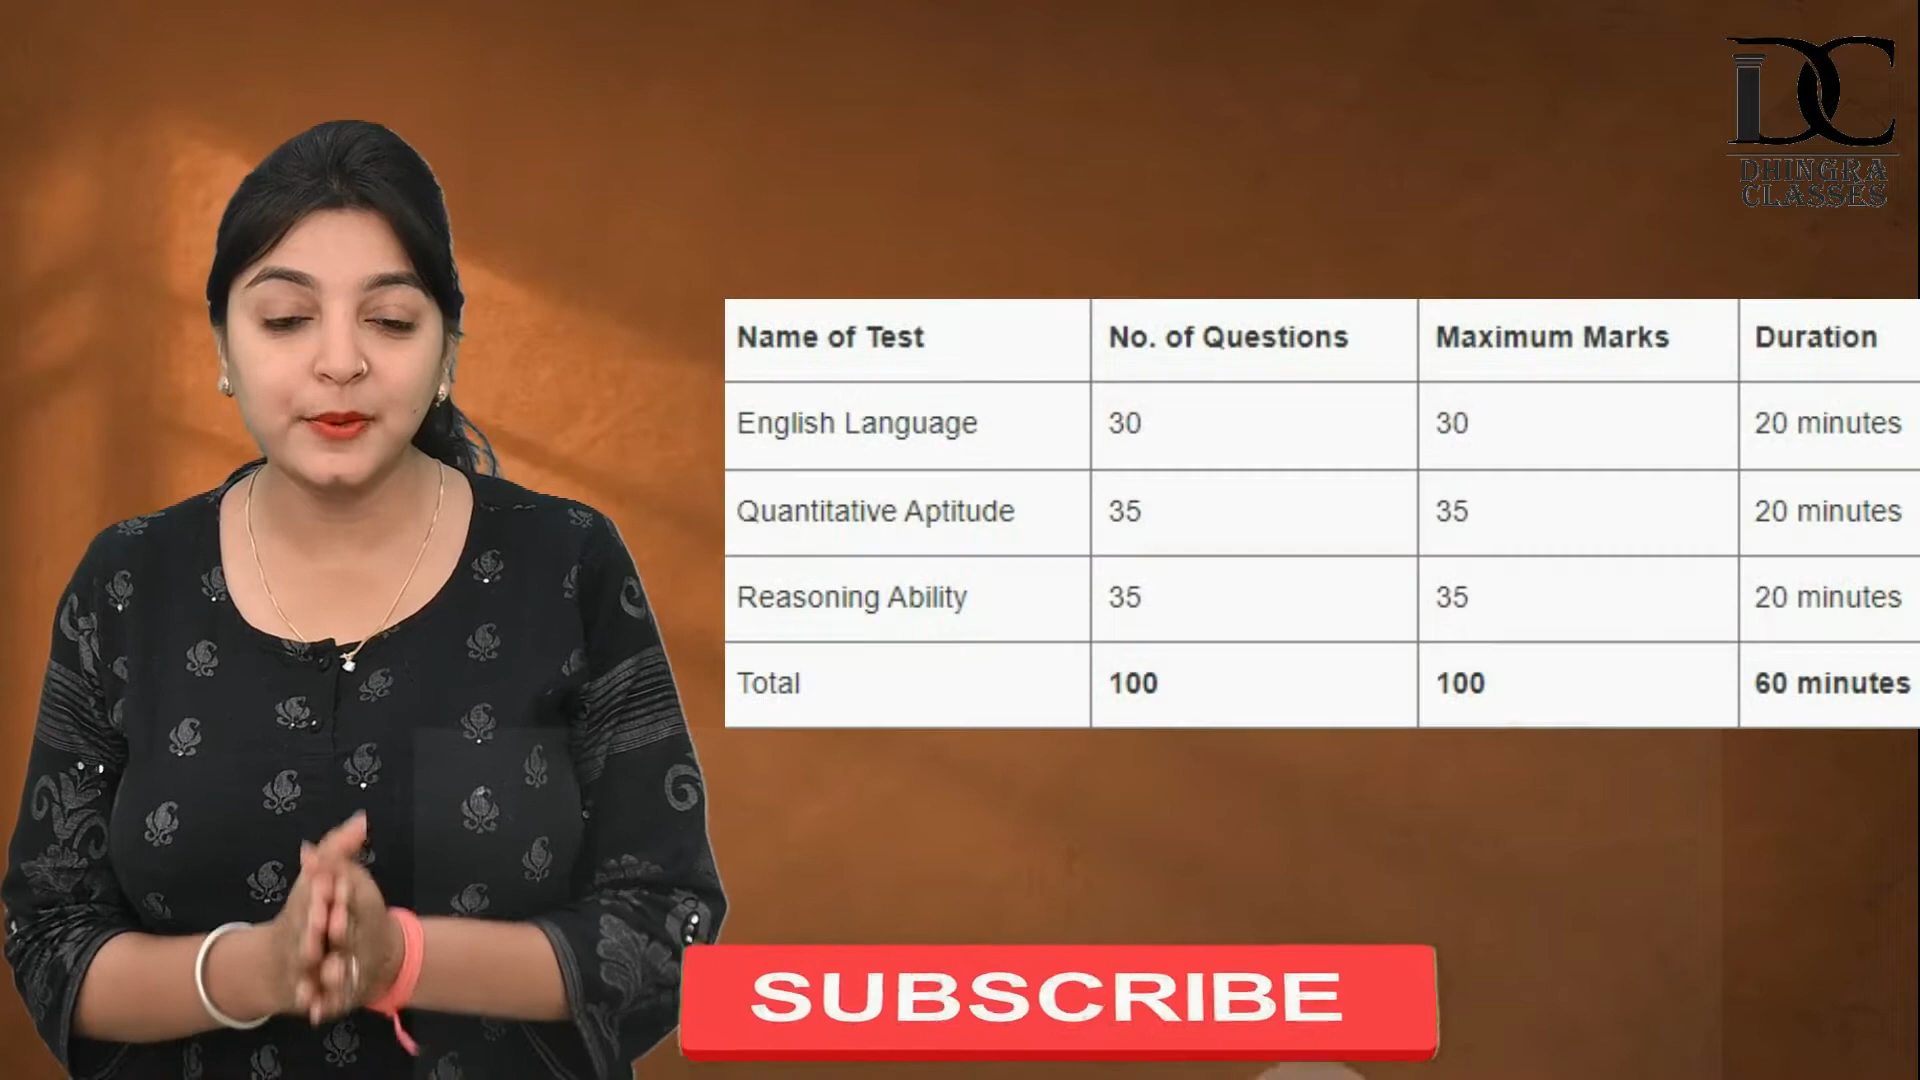 DC
DHINGRA
CLASSES
Name of Test No. of Questions Maximum Marks Duration
English Language 30 30 20 minutes
Quantitative Aptitude 35 35 20 minutes
Reasoning Ability 35 35 20 minutes
Total 100 100 60 minutes
SUBSCRIBE